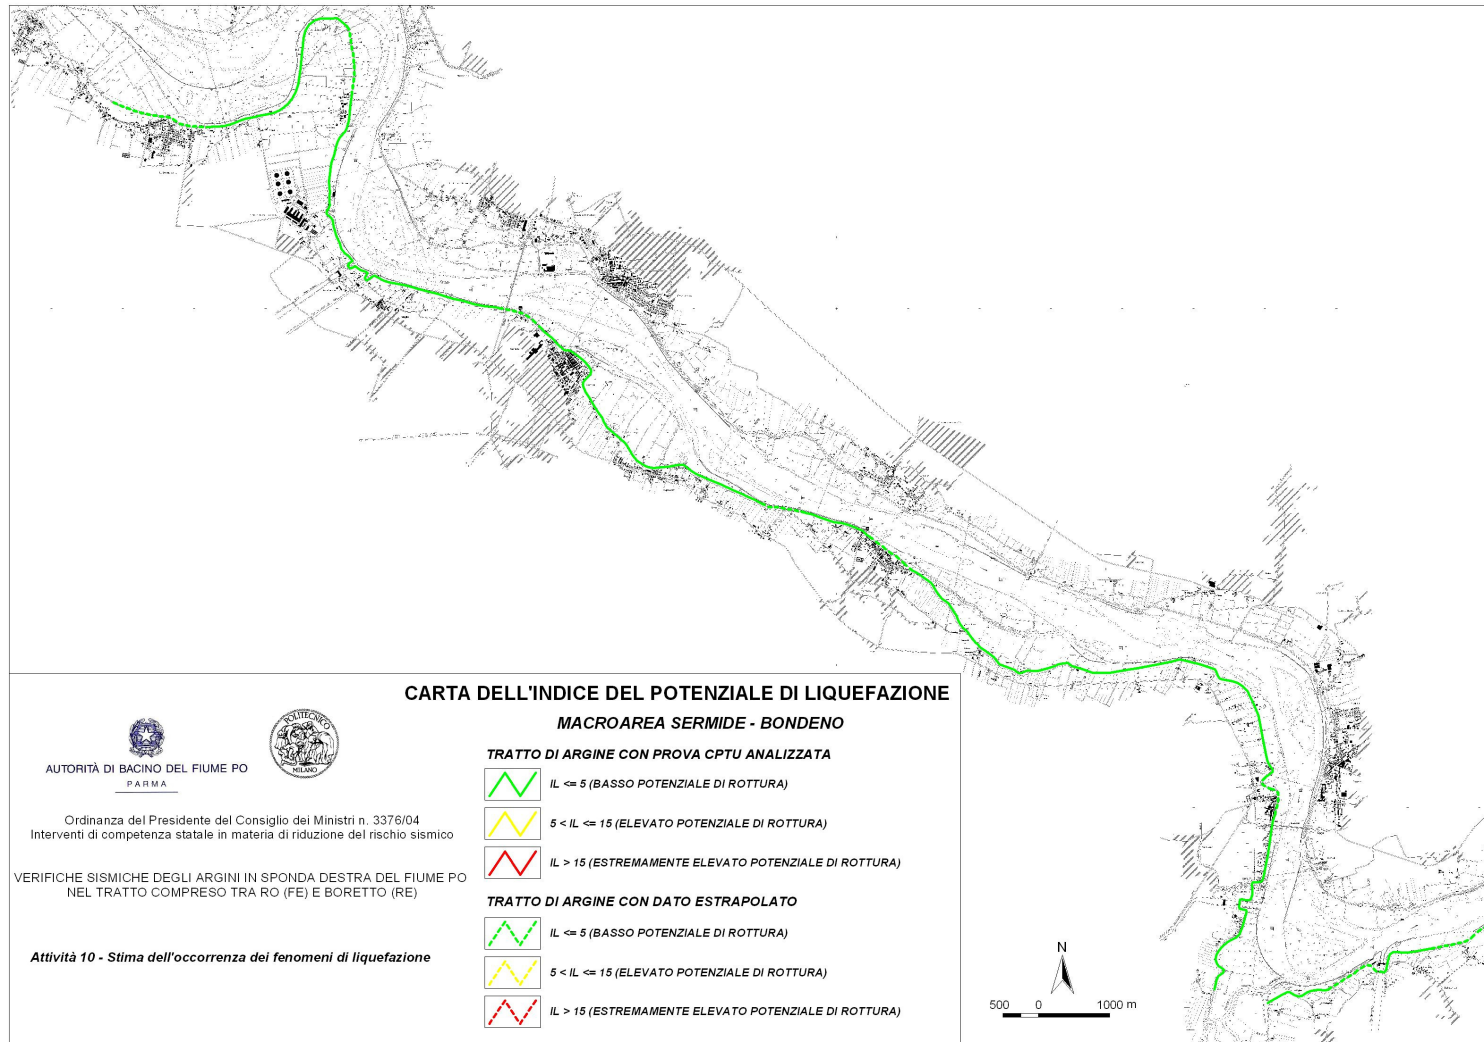 CARTA DELL'INDICE DEL POTENZIALE DI LIQUEFAZIONE
MACROAREA SERMIDE - BONDENO
POLITECNICO
MILANO
AUTORITÀ DI BACINO DEL FIUME PO
PARMA
Ordinanza del Presidente del Consiglio dei Ministri n. 3376/04
Interventi di competenza statale in materia di riduzione del rischio sismico
VERIFICHE SISMICHE DEGLI ARGINI IN SPONDA DESTRA DEL FIUME PO
NEL TRATTO COMPRESO TRA RO (FE) E BORETTO (RE)
Attività 10 - Stima dell'occorrenza dei fenomeni di liquefazione
TRATTO DI ARGINE CON PROVA CPTU ANALIZZATA
IL <= 5 (BASSO POTENZIALE DI ROTTURA)
5 < IL <= 15 (ELEVATO POTENZIALE DI ROTTURA)
IL > 15 (ESTREMAMENTE ELEVATO POTENZIALE DI ROTTURA)
TRATTO DI ARGINE CON DATO ESTRAPOLATO
IL <= 5 (BASSO POTENZIALE DI ROTTURA)
5 < IL <= 15 (ELEVATO POTENZIALE DI ROTTURA)
IL > 15 (ESTREMAMENTE ELEVATO POTENZIALE DI ROTTURA)
N
500 0 1000 m